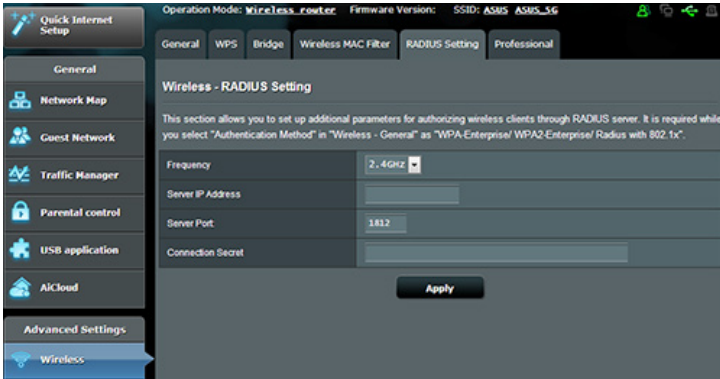 Quick Internet
Setup
Operation Mode: Wireless router Firmware Version: SSID: ASUS ASUS_5G
General WPS Bridge Wireless MAC Filter RADIUS Setting Professional
General
Network Map
Guest Network
Traffic Manager
Parental control
USB application
AiCloud
Advanced Settings
Wireless
Wireless - RADIUS Setting
This section allows you to set up additional parameters for authorizing wireless clients through RADIUS server. It is required while
you select "Authentication Method" in "Wireless - General" as "WPA-Enterprise/ WPA2-Enterprise/ Radius with 802.1x".
Frequency 2.4GHz
Server IP Address
Server Port: 1812
Connection Secret
Apply